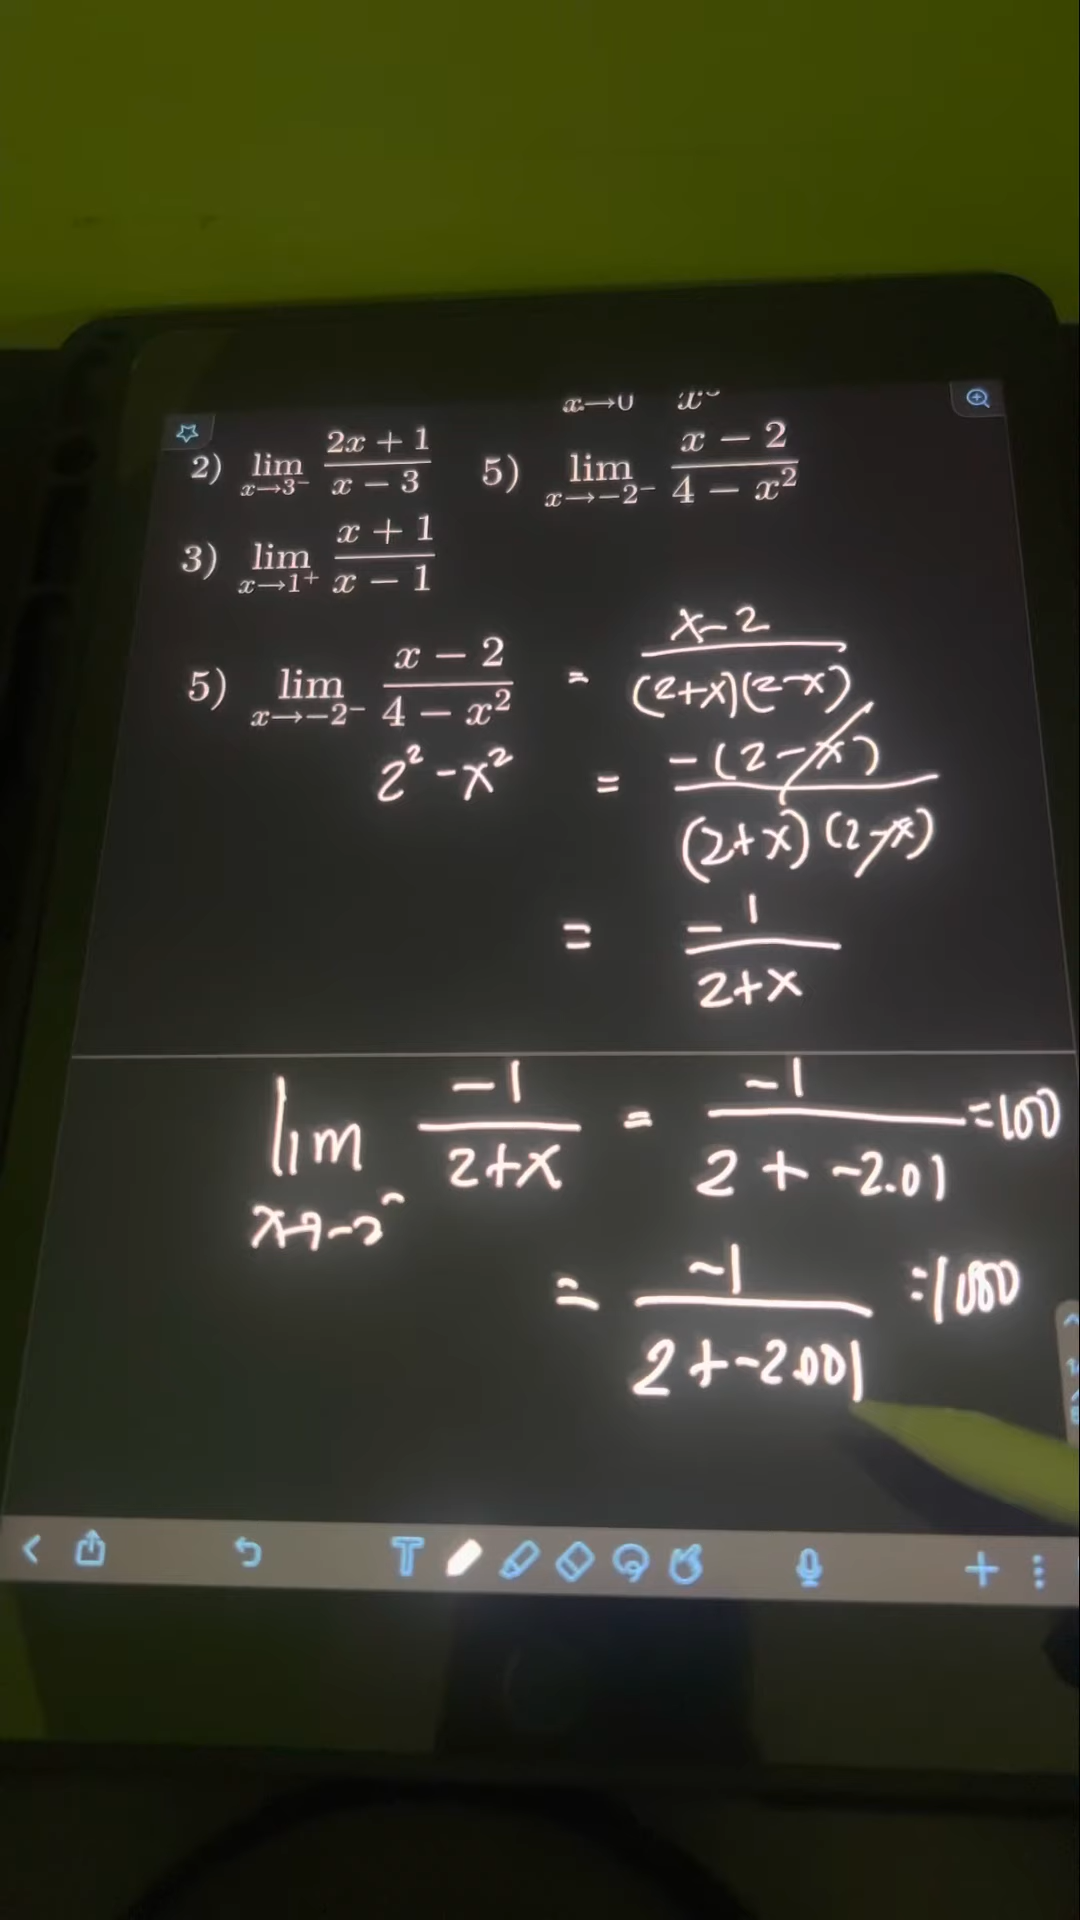 x→0 x
2) lim x→3⁻ (2x + 1)/(x − 3) 5) lim x→−2⁻ (x − 2)/(4 − x²)
3) lim x→1⁺ (x + 1)/(x − 1)
5) lim x→−2⁻ (x − 2)/(4 − x²) = (x−2)/((2+x)(2−x))
2² − x² = −(2−x)/((2+x)(2−x))
= −1/(2+x)
lim x→−2⁻ −1/(2+x) = −1/(2 + −2.01) = 100
= −1/(2 + −2.001) = 1000
T